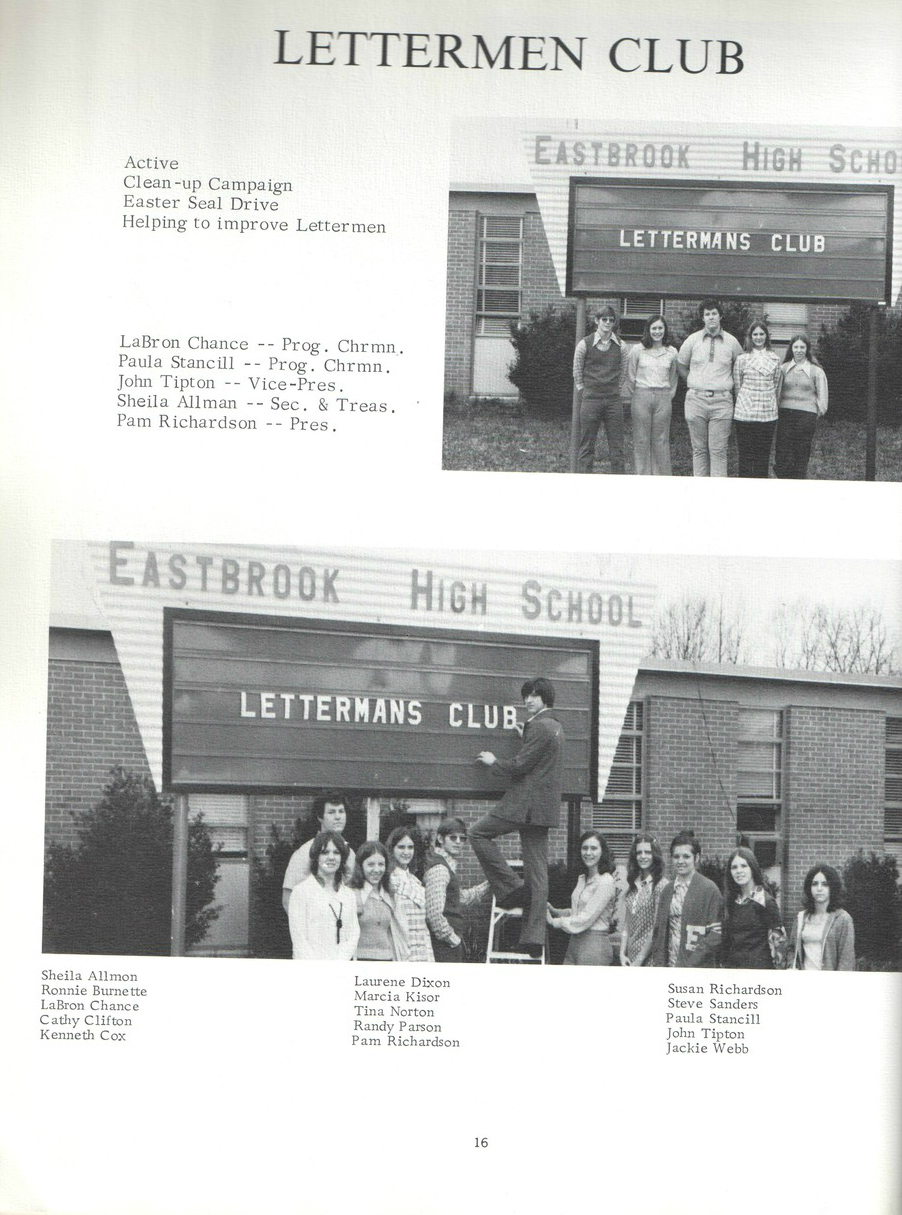 LETTERMEN CLUB
Active
Clean-up Campaign
Easter Seal Drive
Helping to improve Lettermen
EASTBROOK HIGH SCHO
LETTERMANS CLUB
LaBron Chance -- Prog. Chrmn.
Paula Stancill -- Prog. Chrmn.
John Tipton -- Vice-Pres.
Sheila Allman -- Sec. & Treas.
Pam Richardson -- Pres.
EASTBROOK HIGH SCHOOL
LETTERMANS CLUB
E
Sheila Allmon
Ronnie Burnette
LaBron Chance
Cathy Clifton
Kenneth Cox
Laurene Dixon
Marcia Kisor
Tina Norton
Randy Parson
Pam Richardson
Susan Richardson
Steve Sanders
Paula Stancill
John Tipton
Jackie Webb
16